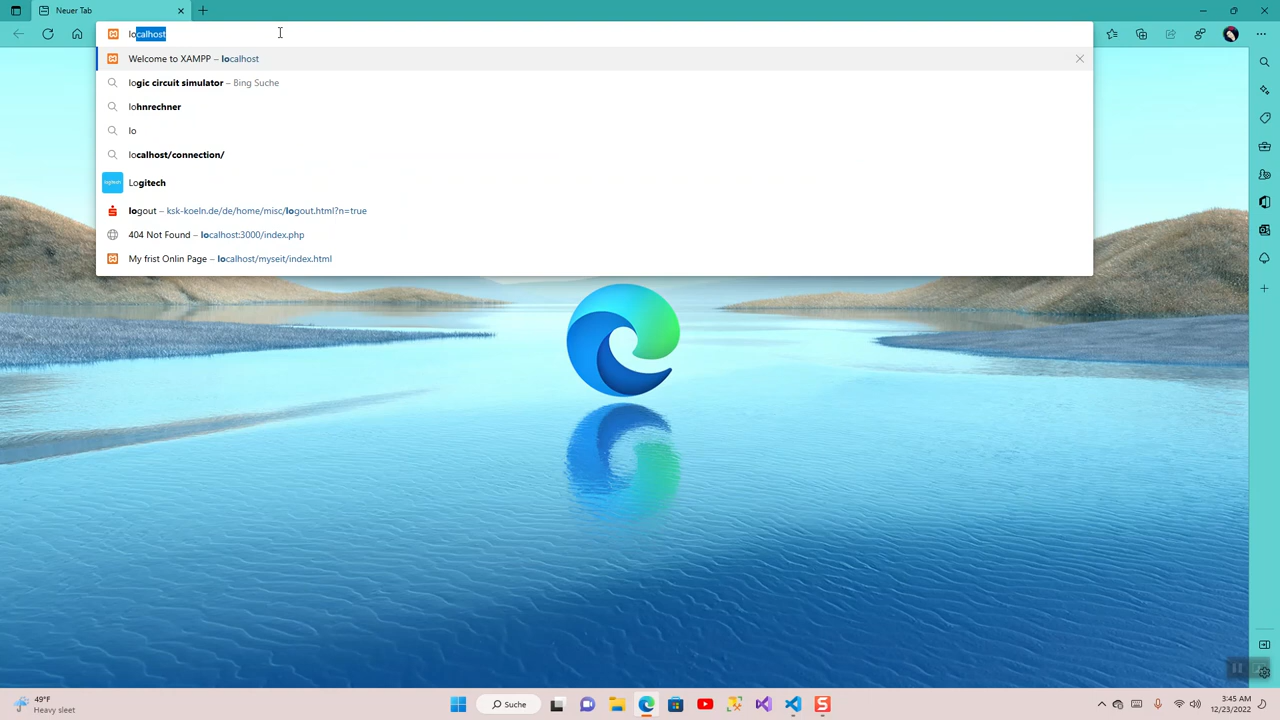 Neuer Tab
localhost
Welcome to XAMPP – localhost
logic circuit simulator – Bing Suche
lohnrechner
lo
localhost/connection/
logitech
Logitech
logout – ksk-koeln.de/de/home/misc/logout.html?n=true
404 Not Found – localhost:3000/index.php
My frist Onlin Page – localhost/myseit/index.html
49°F
Heavy sleet
Suche
3:45 AM
12/23/2022